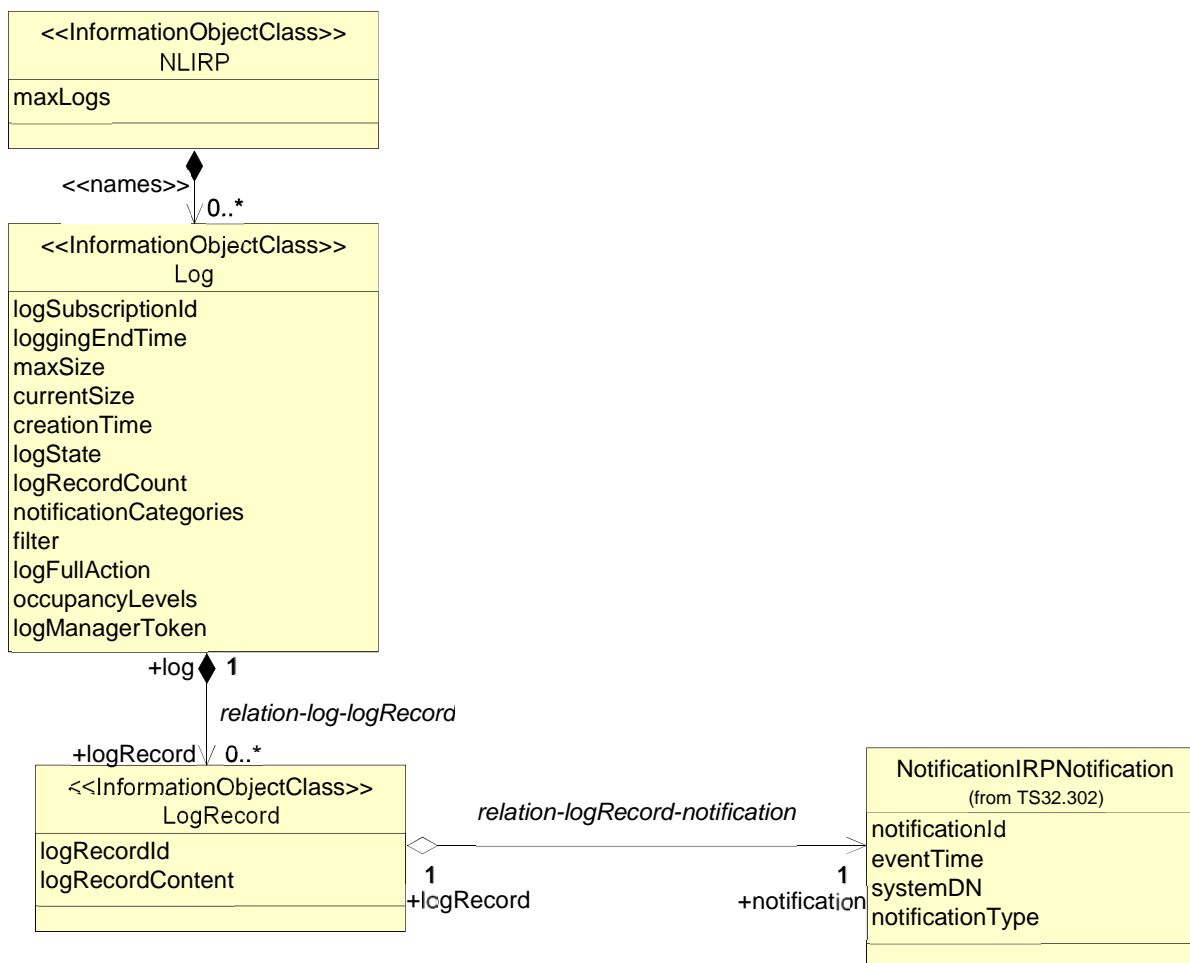 <<InformationObjectClass>>
NLIRP
maxLogs
<<names>>
0..*
<<InformationObjectClass>>
Log
logSubscriptionId
loggingEndTime
maxSize
currentSize
creationTime
logState
logRecordCount
notificationCategories
filter
logFullAction
occupancyLevels
logManagerToken
+log 1
relation-log-logRecord
+logRecord 0..*
<<InformationObjectClass>>
LogRecord
logRecordId
logRecordContent
relation-logRecord-notification
1
+logRecord
1
+notification
NotificationIRPNotification
(from TS32.302)
notificationId
eventTime
systemDN
notificationType